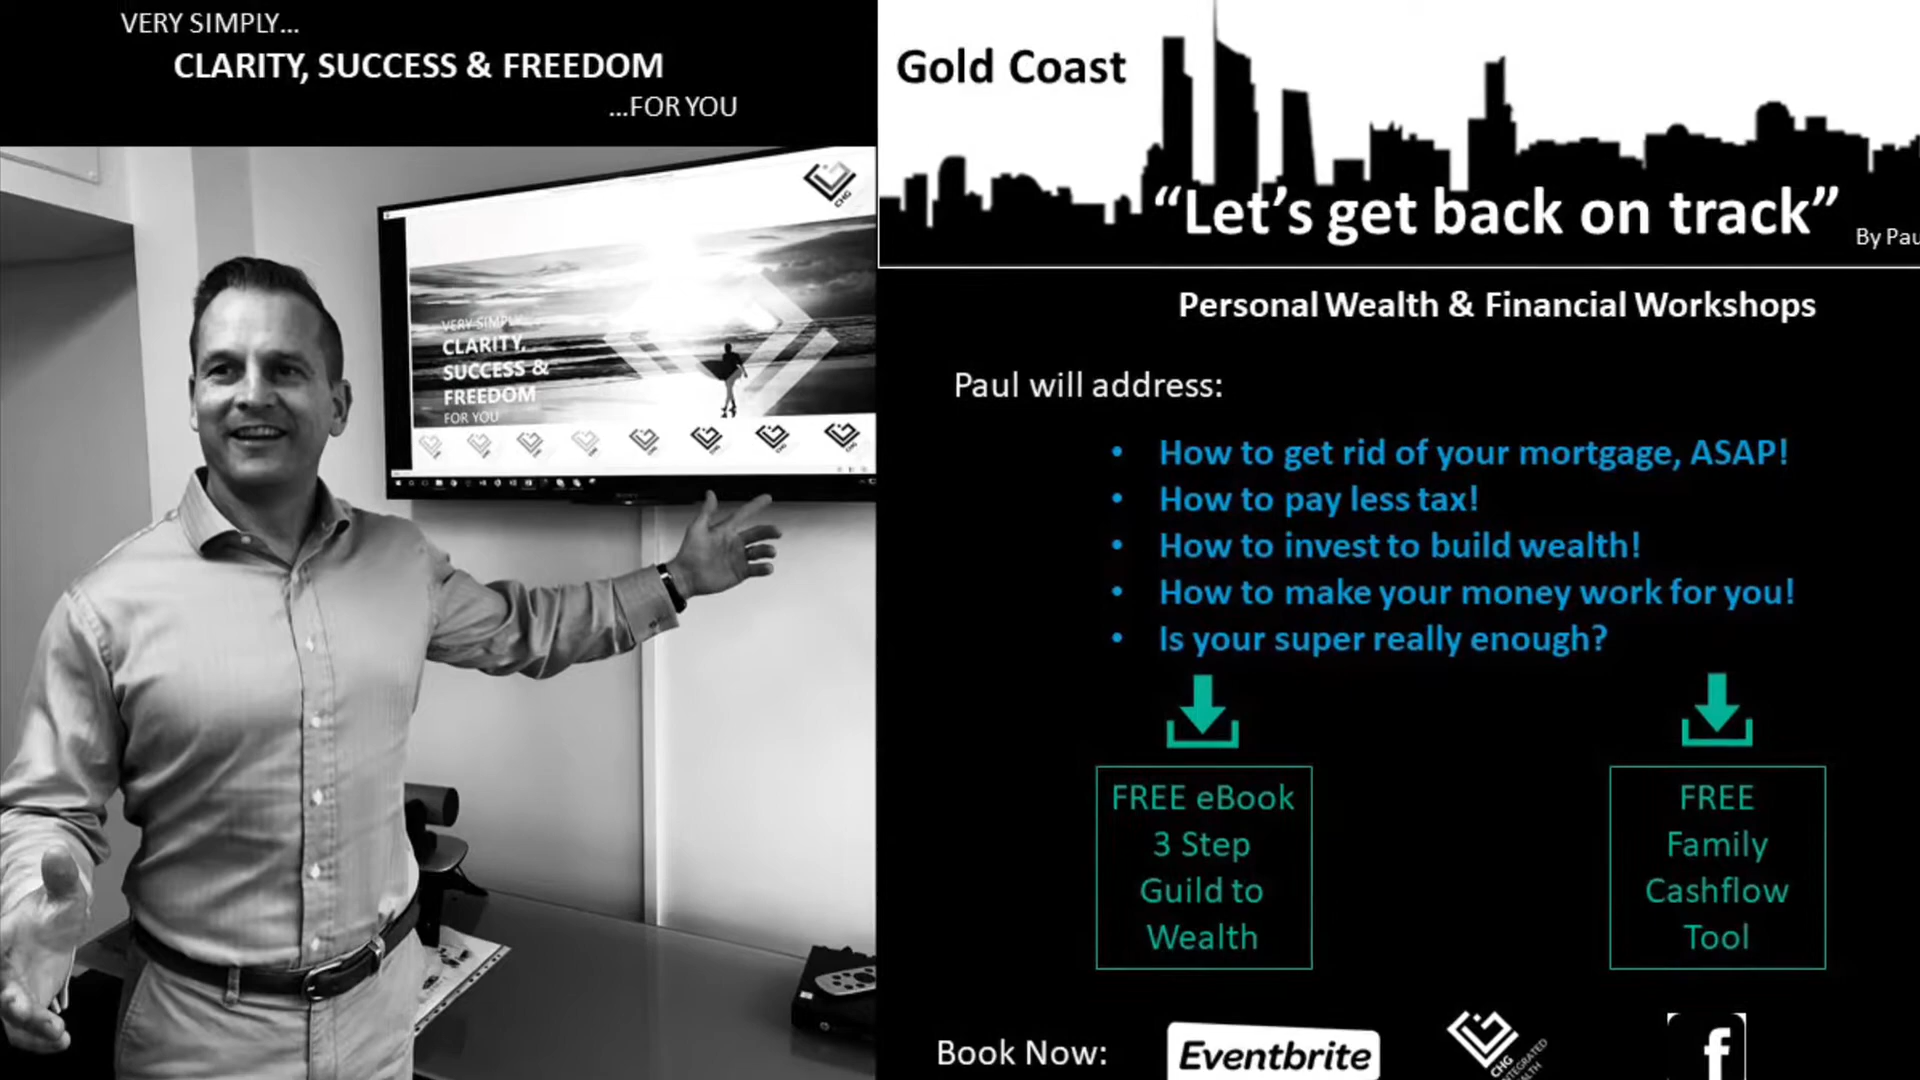 VERY SIMPLY...
CLARITY, SUCCESS & FREEDOM
...FOR YOU
CHG
VERY SIMPLY...
CLARITY,
SUCCESS &
FREEDOM
FOR YOU
SONY
Gold Coast
“Let’s get back on track”
By Pau
Personal Wealth & Financial Workshops
Paul will address:
• How to get rid of your mortgage, ASAP!
• How to pay less tax!
• How to invest to build wealth!
• How to make your money work for you!
• Is your super really enough?
FREE eBook
3 Step
Guild to
Wealth
FREE
Family
Cashflow
Tool
Book Now:
Eventbrite
CHG
INTEGRATED
f